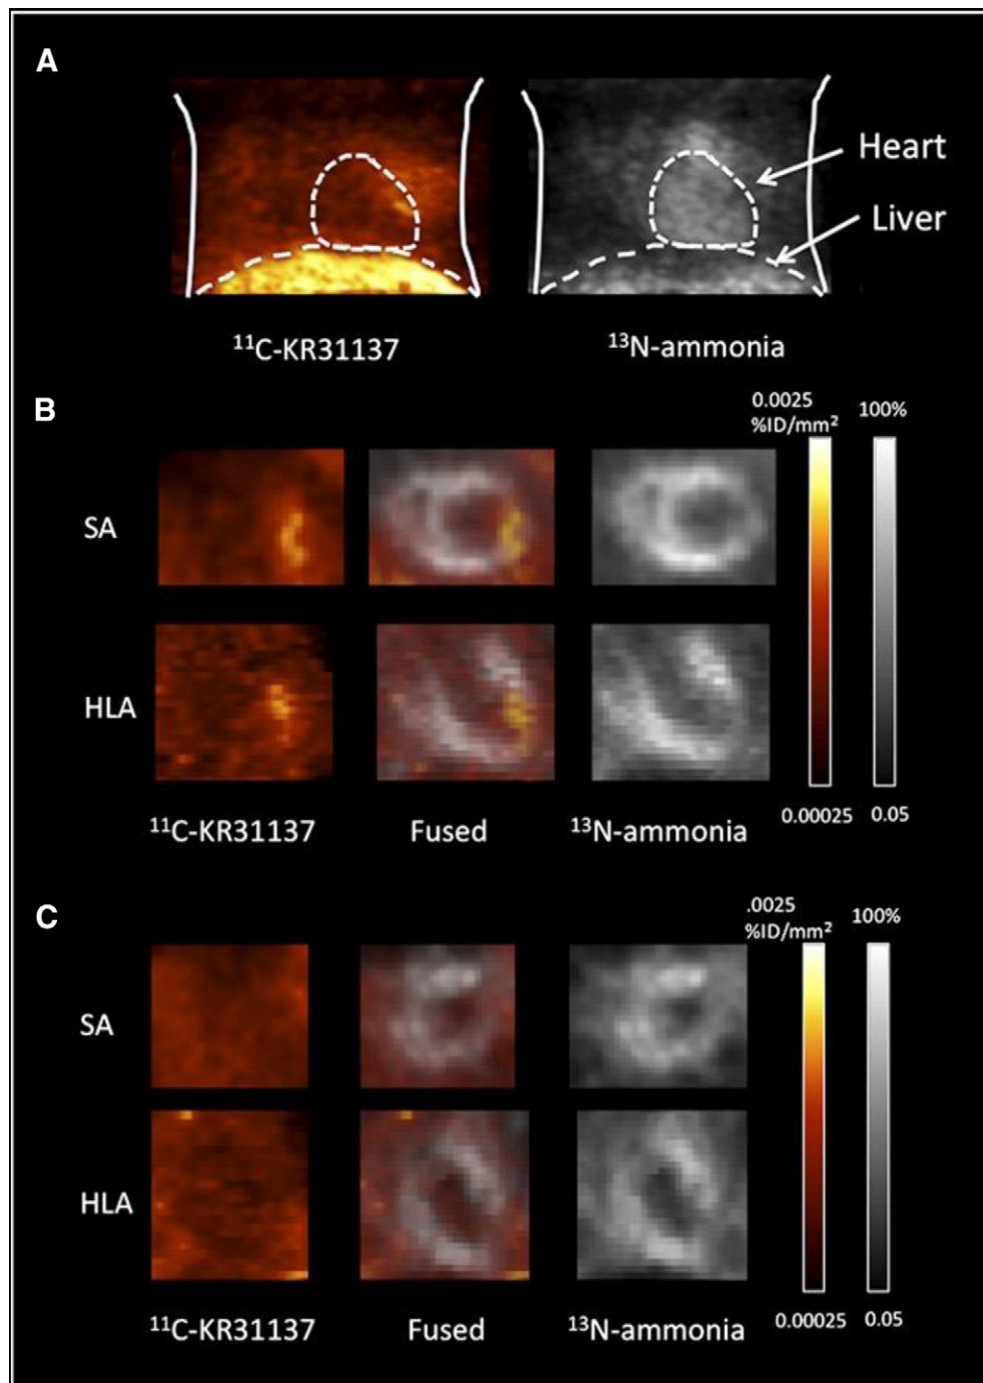 A
Heart
Liver
¹¹C-KR31137
¹³N-ammonia
B
0.0025
%ID/mm²
100%
SA
HLA
0.00025
0.05
¹¹C-KR31137
Fused
¹³N-ammonia
C
.0025
%ID/mm²
100%
SA
HLA
0.00025
0.05
¹¹C-KR31137
Fused
¹³N-ammonia